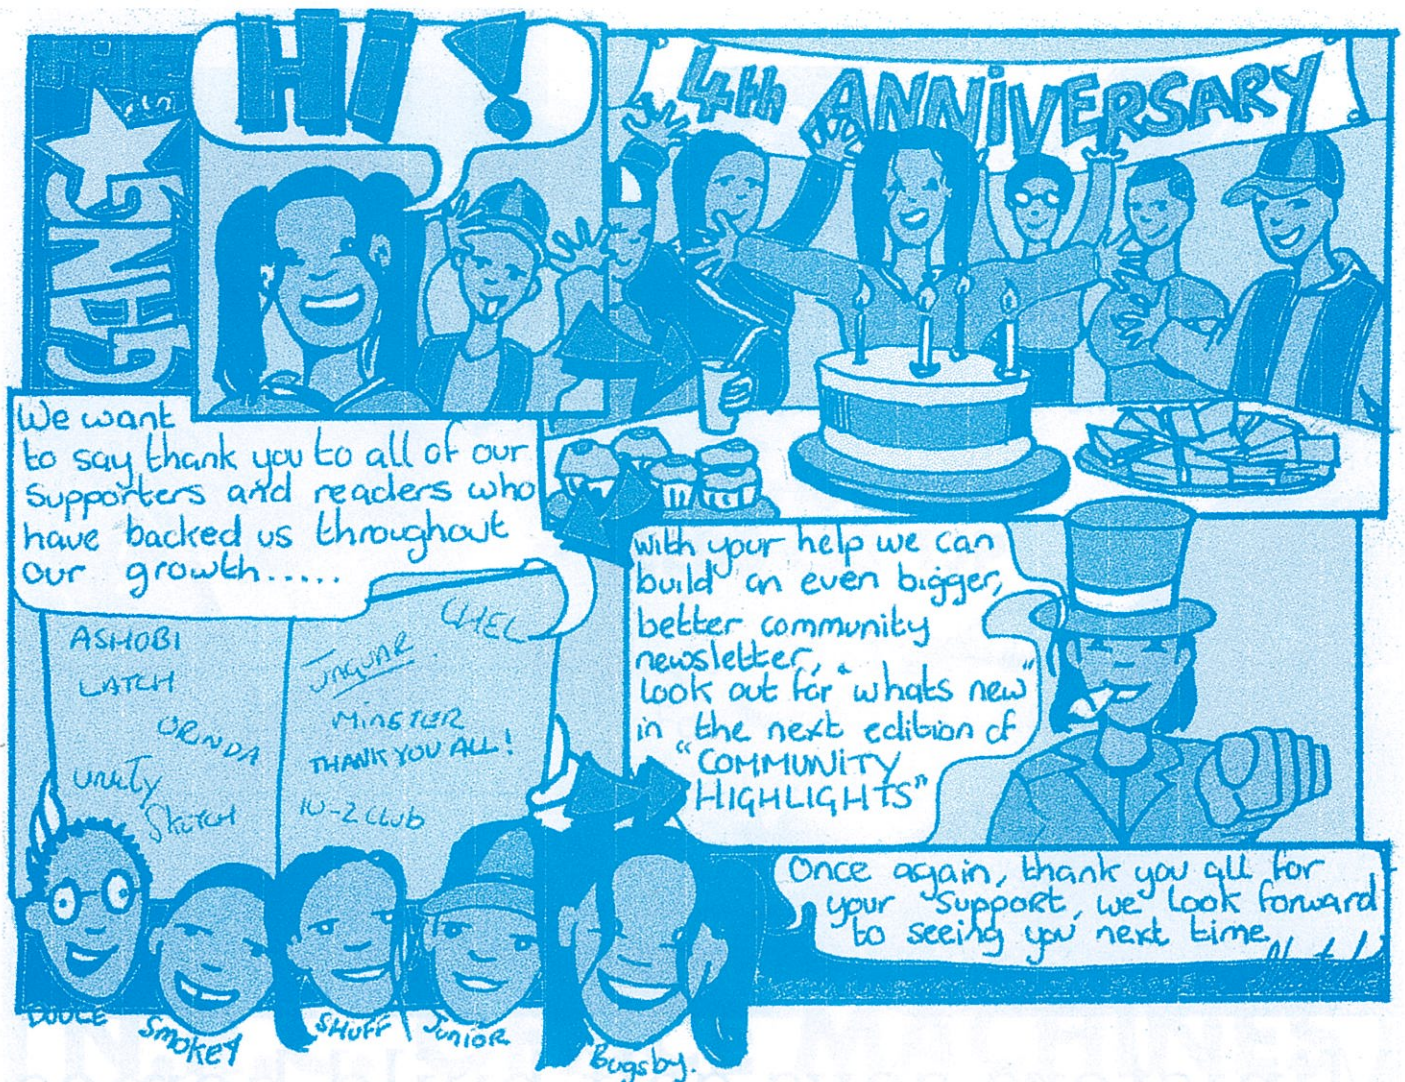 GANG
HI!
4th ANNIVERSARY
We want
to say thank you to all of our
supporters and readers who
have backed us throughout
our growth.....
ASHOBI
LATCH
URNDA
UNITY
SKETCH
CHEL
JAGUAR
MINSTER
THANK YOU ALL!
10-2 CLUB
with your help we can
build an even bigger,
better community
newsletter,
look out for "whats new"
in the next edition of
"COMMUNITY
HIGHLIGHTS"
Once again, thank you all for
your support, we look forward
to seeing you next time.
Smokey
SHUFF
JUNIOR
Bugsby.